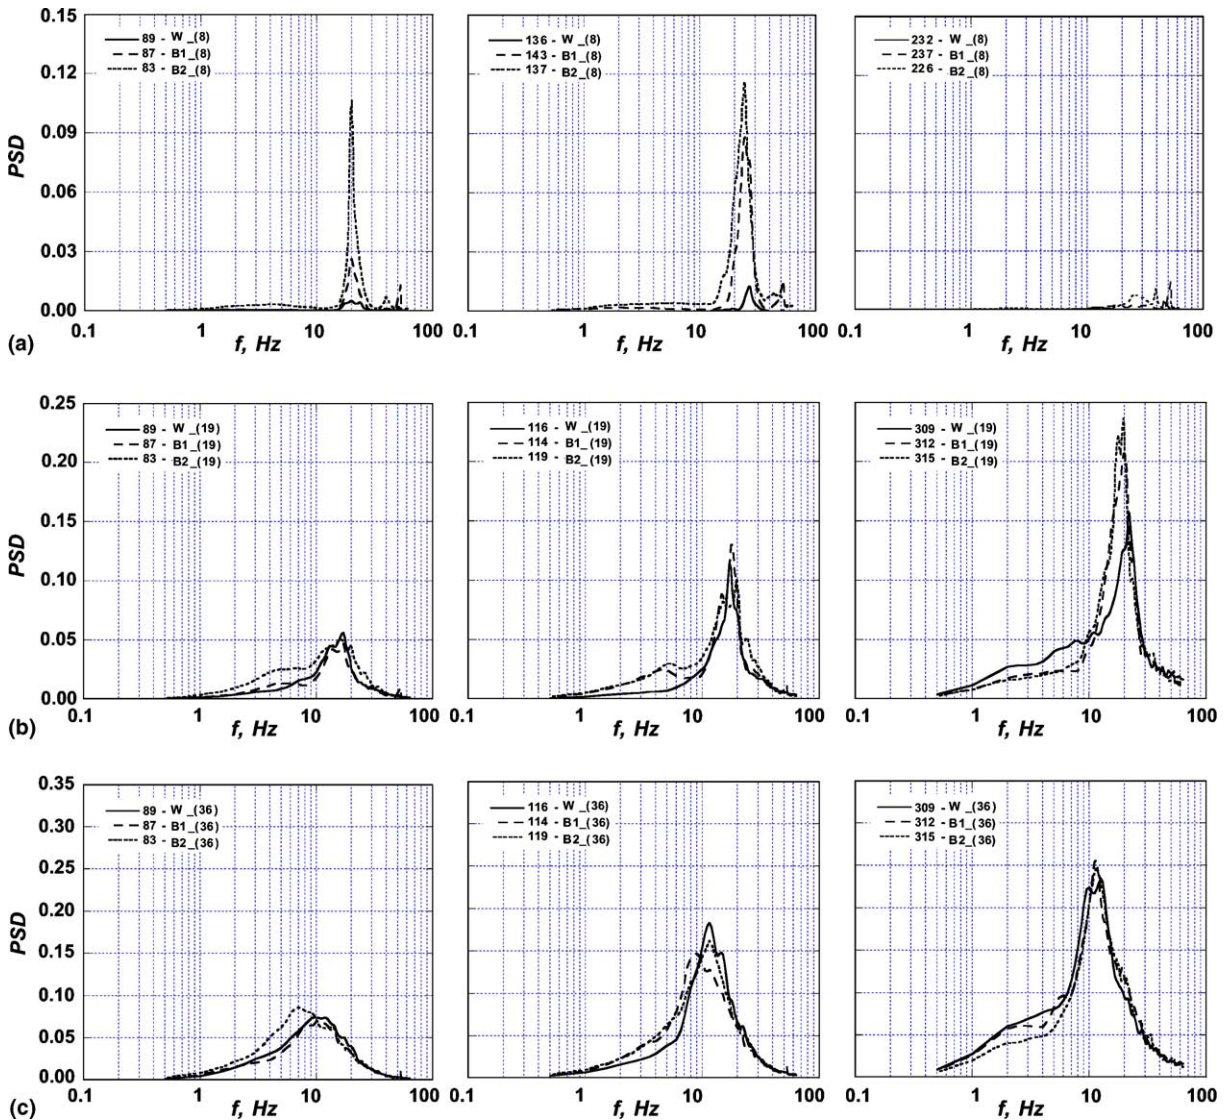 0.15
0.12
0.09
0.06
0.03
0.00
PSD
89 - W _(8)
87 - B1_(8)
83 - B2_(8)
0.1 1 10 100
f, Hz
136 - W _(8)
143 - B1_(8)
137 - B2_(8)
0.1 1 10 100
f, Hz
232 - W _(8)
237 - B1_(8)
226 - B2_(8)
0.1 1 10 100
f, Hz
(a)
0.25
0.20
0.15
0.10
0.05
0.00
PSD
89 - W _(19)
87 - B1_(19)
83 - B2_(19)
0.1 1 10 100
f, Hz
116 - W _(19)
114 - B1_(19)
119 - B2_(19)
0.1 1 10 100
f, Hz
309 - W _(19)
312 - B1_(19)
315 - B2_(19)
0.1 1 10 100
f, Hz
(b)
0.35
0.30
0.25
0.20
0.15
0.10
0.05
0.00
PSD
89 - W _(36)
87 - B1_(36)
83 - B2_(36)
0.1 1 10 100
f, Hz
116 - W _(36)
114 - B1_(36)
119 - B2_(36)
0.1 1 10 100
f, Hz
309 - W _(36)
312 - B1_(36)
315 - B2_(36)
0.1 1 10 100
f, Hz
(c)